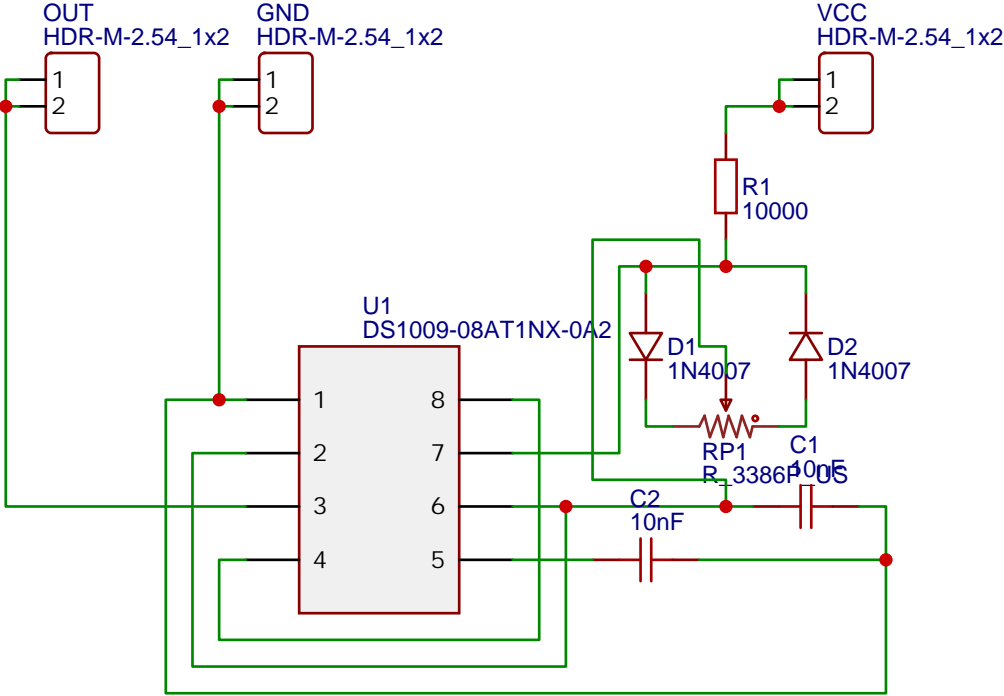 OUT
HDR-M-2.54_1x2
1
2
GND
HDR-M-2.54_1x2
1
2
VCC
HDR-M-2.54_1x2
1
2
R1
10000
U1
DS1009-08AT1NX-0A2
D1
1N4007
D2
1N4007
1
2
3
4
8
7
6
5
RP1
R_3386P_US
C1
10nF
C2
10nF